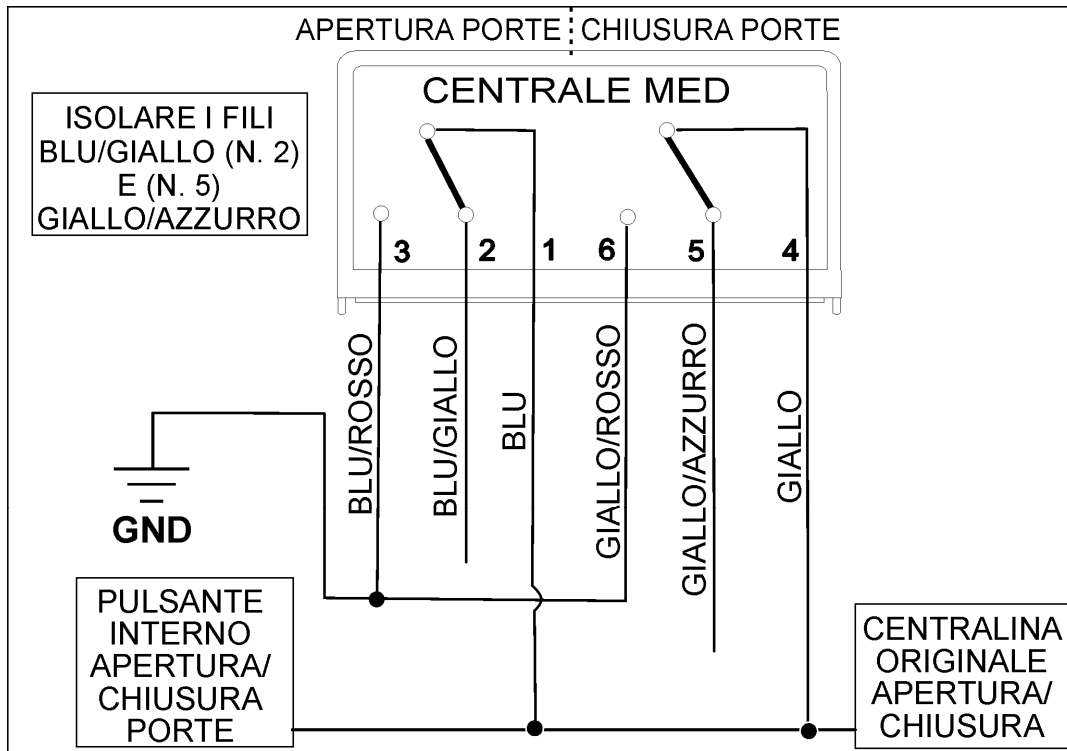 APERTURA PORTE CHIUSURA PORTE
CENTRALE MED
ISOLARE I FILI
BLU/GIALLO (N. 2)
E (N. 5)
GIALLO/AZZURRO
3 2 1 6 5 4
BLU/ROSSO
BLU/GIALLO
BLU
GIALLO/ROSSO
GIALLO/AZZURRO
GIALLO
GND
PULSANTE
INTERNO
APERTURA/
CHIUSURA
PORTE
CENTRALINA
ORIGINALE
APERTURA/
CHIUSURA